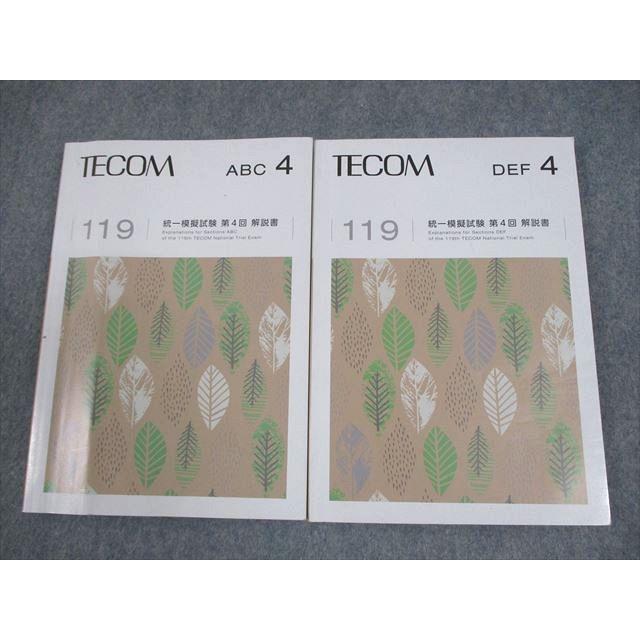 TECOM
ABC 4
119
統一模擬試験 第4回 解説書
Explanations for Sections ABC
of the 119th TECOM National Trial Exam
TECOM
DEF 4
119
統一模擬試験 第4回 解説書
Explanations for Sections DEF
of the 119th TECOM National Trial Exam